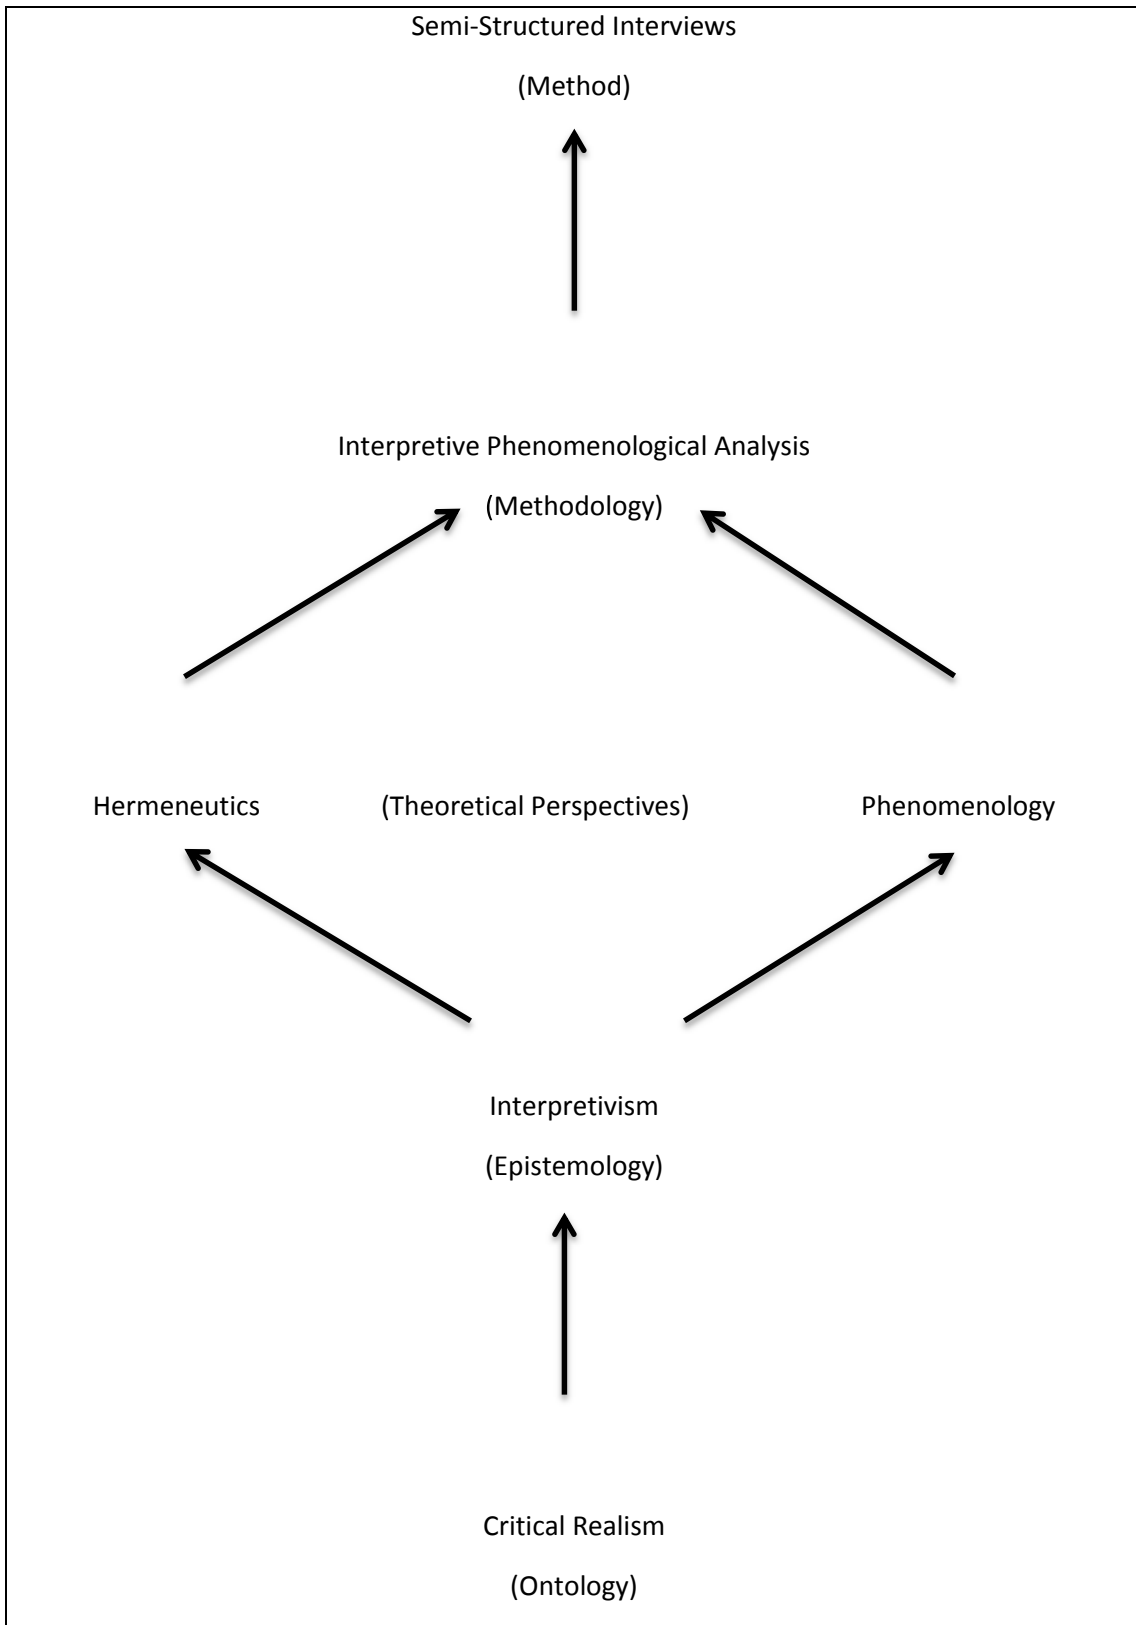 Semi-Structured Interviews
(Method)
Interpretive Phenomenological Analysis
(Methodology)
Hermeneutics (Theoretical Perspectives) Phenomenology
Interpretivism
(Epistemology)
Critical Realism
(Ontology)